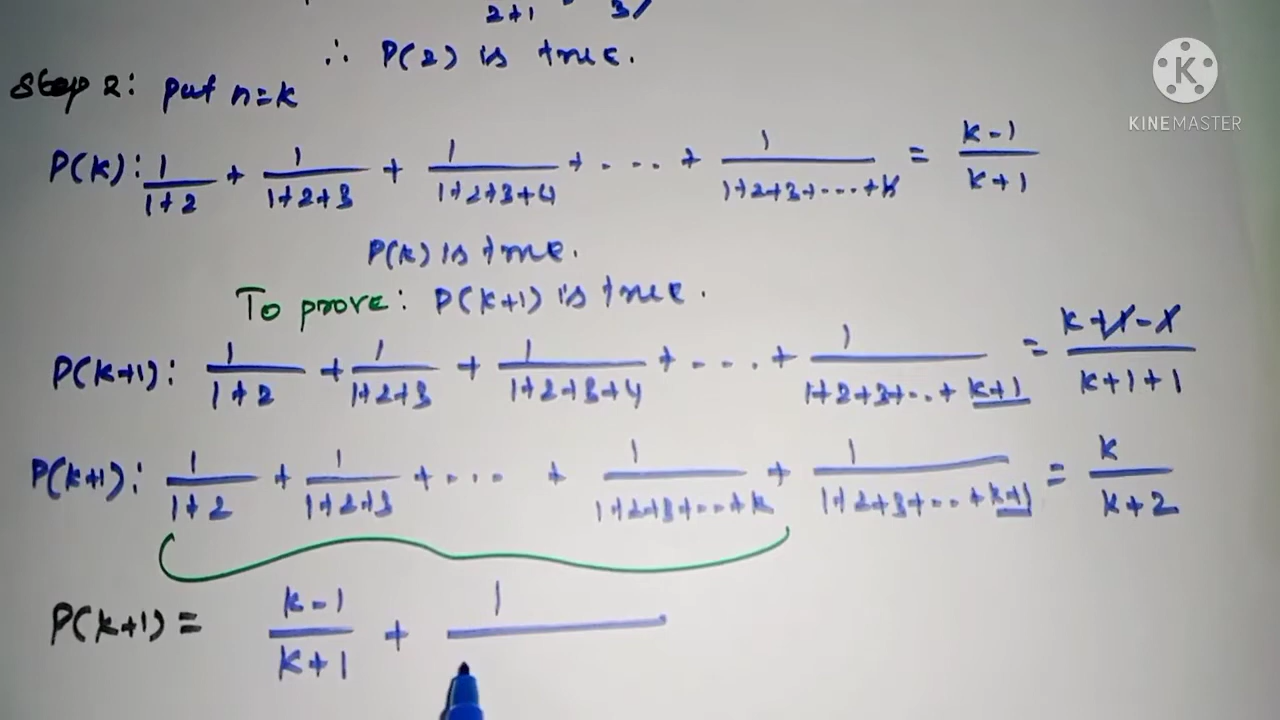 2+1 3/
∴ P(2) is true.
Step 2: put n=k
P(k): 1/(1+2) + 1/(1+2+3) + 1/(1+2+3+4) + .... + 1/(1+2+3+....+k) = (k-1)/(k+1)
P(k) is true.
To prove: P(k+1) is true.
P(k+1): 1/(1+2) + 1/(1+2+3) + 1/(1+2+3+4) + .... + 1/(1+2+3+..+k+1) = (k+1-1)/(k+1+1)
P(k+1): 1/(1+2) + 1/(1+2+3) + .... + 1/(1+2+3+...+k) + 1/(1+2+3+..+k+1) = k/(k+2)
P(k+1) = (k-1)/(k+1) + 1/
K
KINEMASTER